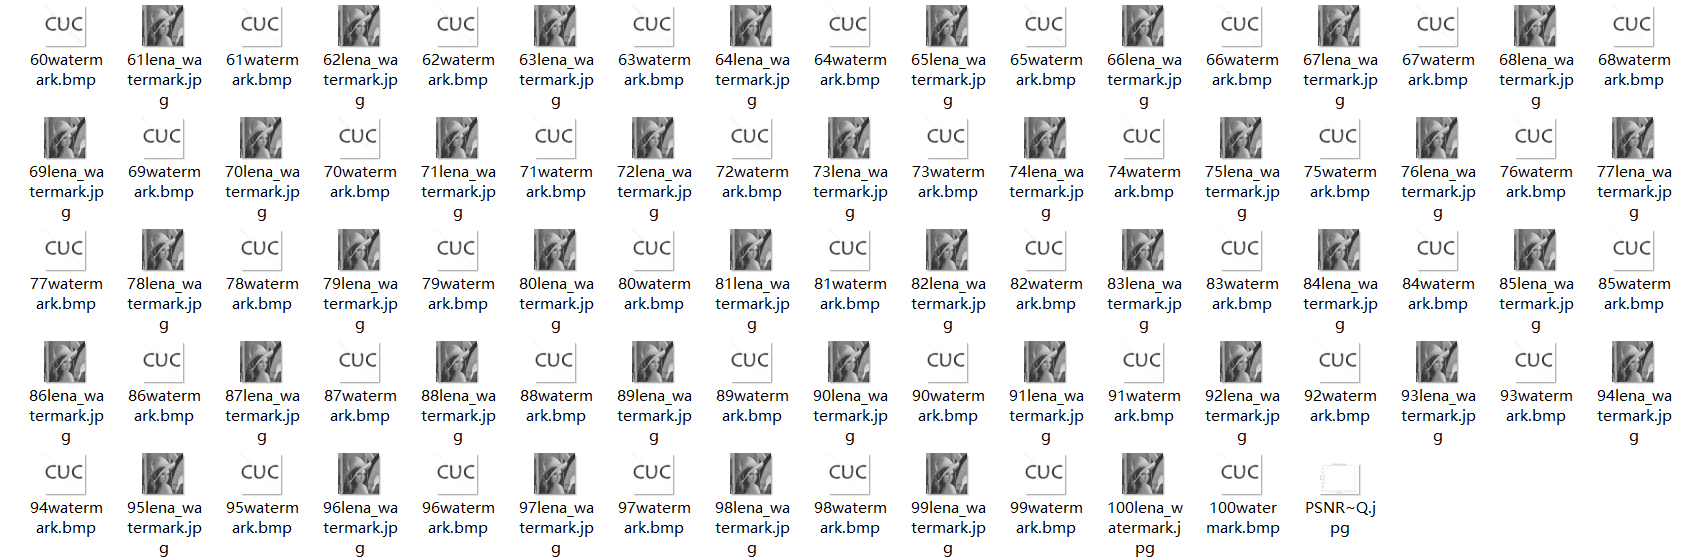 CUC CUC CUC CUC CUC CUC CUC CUC CUC
60waterm 61lena_wa 61waterm 62lena_wa 62waterm 63lena_wa 63waterm 64lena_wa 64waterm 65lena_wa 65waterm 66lena_wa 66waterm 67lena_wa 67waterm 68lena_wa 68waterm
ark.bmp termark.jp ark.bmp termark.jp ark.bmp termark.jp ark.bmp termark.jp ark.bmp termark.jp ark.bmp termark.jp ark.bmp termark.jp ark.bmp termark.jp ark.bmp
g g g g g g g g
CUC CUC CUC CUC CUC CUC CUC CUC
69lena_wa 69waterm 70lena_wa 70waterm 71lena_wa 71waterm 72lena_wa 72waterm 73lena_wa 73waterm 74lena_wa 74waterm 75lena_wa 75waterm 76lena_wa 76waterm 77lena_wa
termark.jp ark.bmp termark.jp ark.bmp termark.jp ark.bmp termark.jp ark.bmp termark.jp ark.bmp termark.jp ark.bmp termark.jp ark.bmp termark.jp ark.bmp termark.jp
g g g g g g g g g
CUC CUC CUC CUC CUC CUC CUC CUC CUC
77waterm 78lena_wa 78waterm 79lena_wa 79waterm 80lena_wa 80waterm 81lena_wa 81waterm 82lena_wa 82waterm 83lena_wa 83waterm 84lena_wa 84waterm 85lena_wa 85waterm
ark.bmp termark.jp ark.bmp termark.jp ark.bmp termark.jp ark.bmp termark.jp ark.bmp termark.jp ark.bmp termark.jp ark.bmp termark.jp ark.bmp termark.jp ark.bmp
g g g g g g g g
CUC CUC CUC CUC CUC CUC CUC CUC
86lena_wa 86waterm 87lena_wa 87waterm 88lena_wa 88waterm 89lena_wa 89waterm 90lena_wa 90waterm 91lena_wa 91waterm 92lena_wa 92waterm 93lena_wa 93waterm 94lena_wa
termark.jp ark.bmp termark.jp ark.bmp termark.jp ark.bmp termark.jp ark.bmp termark.jp ark.bmp termark.jp ark.bmp termark.jp ark.bmp termark.jp ark.bmp termark.jp
g g g g g g g g g
CUC CUC CUC CUC CUC CUC CUC
94waterm 95lena_wa 95waterm 96lena_wa 96waterm 97lena_wa 97waterm 98lena_wa 98waterm 99lena_wa 99waterm 100lena_w 100water PSNR~Q.j
ark.bmp termark.jp ark.bmp termark.jp ark.bmp termark.jp ark.bmp termark.jp ark.bmp termark.jp ark.bmp atermark.j mark.bmp pg
g g g g g pg